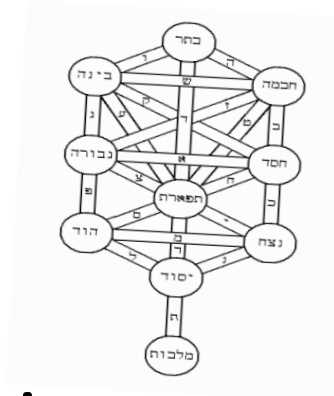 כתר
ו
ה
בינה
ש
חכמה
ק
ז
ג
ע
ד
ט
ב
גבורה
א
חסד
צ
ח
פ
תפארת
כ
ם
י
הוד
מ
נצח
ל
ר
נ
יסוד
ת
מלכות